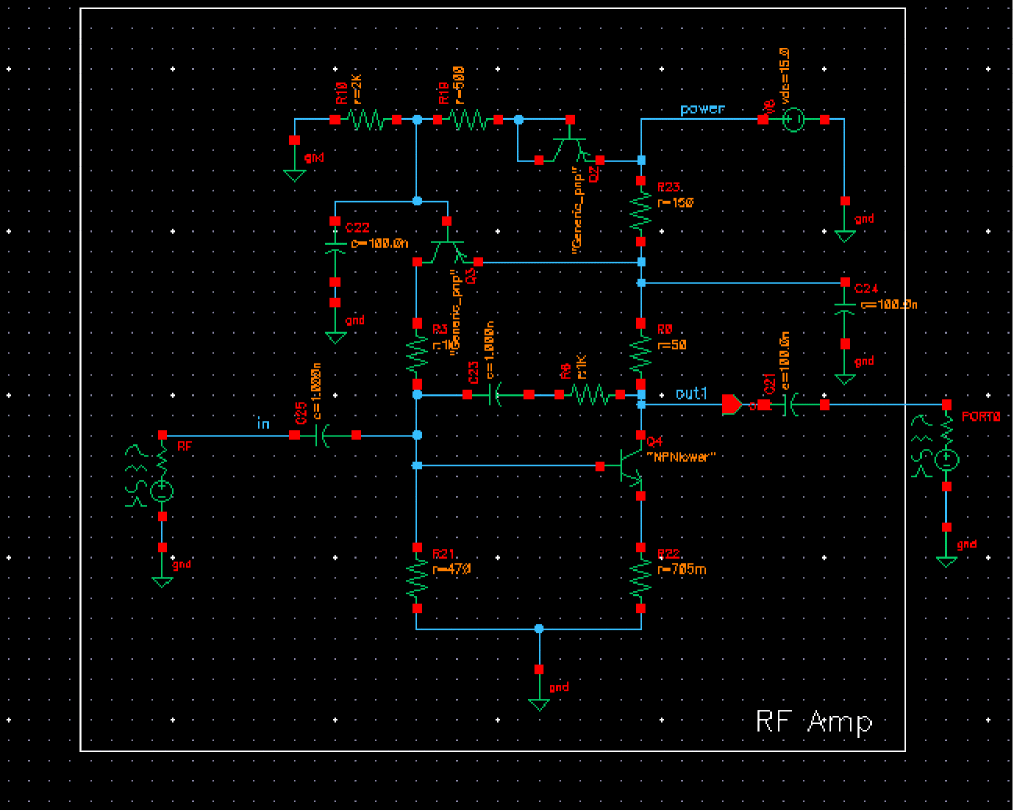 R18
r=2K
R19
r=500
gnd
power
V6
vdc=15.0
"Generic_pnp"
Q2
R23
r=150
gnd
C22
c=100.0n
"Generic_pnp"
Q3
gnd
C24
c=100.0n
gnd
R3
r=1K
C23
c=1.000n
R6
r=1K
R0
r=50
out1
C21
c=100.0n
in
C25
c=1.000n
RF
Q4
"NPNlower"
PORT0
gnd
gnd
R21
r=470
R22
r=705m
gnd
RF Amp